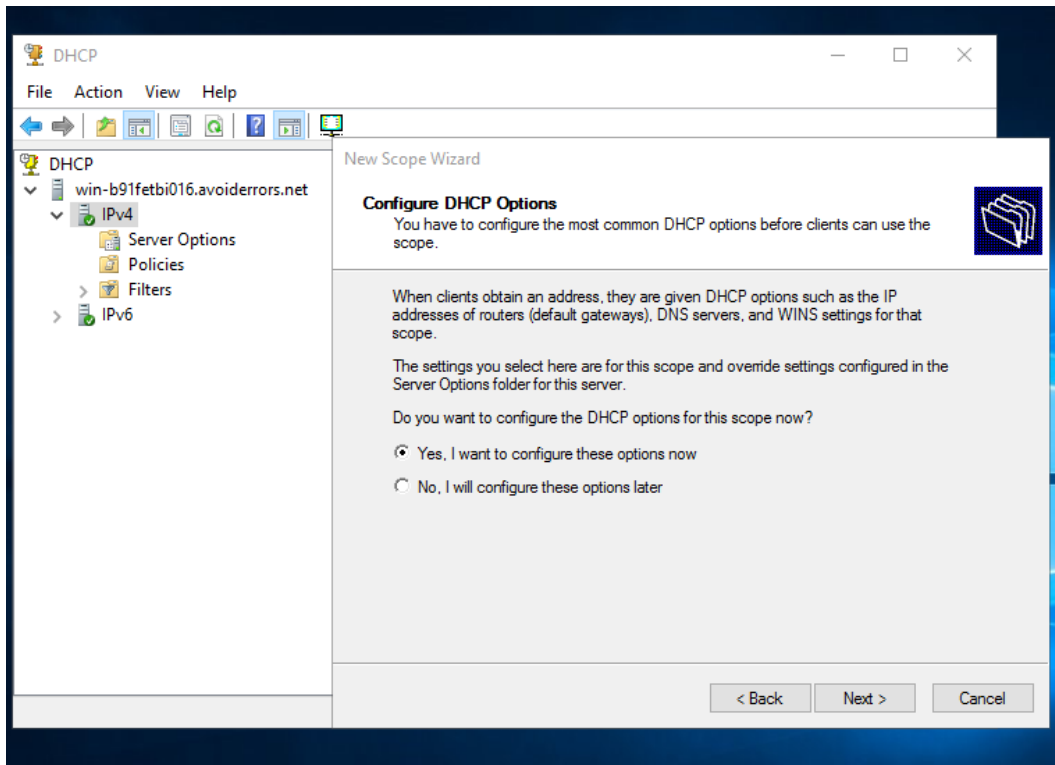 DHCP
File Action View Help
DHCP
win-b91fetbi016.avoiderrors.net
IPv4
Server Options
Policies
Filters
IPv6
New Scope Wizard
Configure DHCP Options
You have to configure the most common DHCP options before clients can use the
scope.
When clients obtain an address, they are given DHCP options such as the IP
addresses of routers (default gateways), DNS servers, and WINS settings for that
scope.
The settings you select here are for this scope and override settings configured in the
Server Options folder for this server.
Do you want to configure the DHCP options for this scope now?
Yes, I want to configure these options now
No, I will configure these options later
< Back Next > Cancel